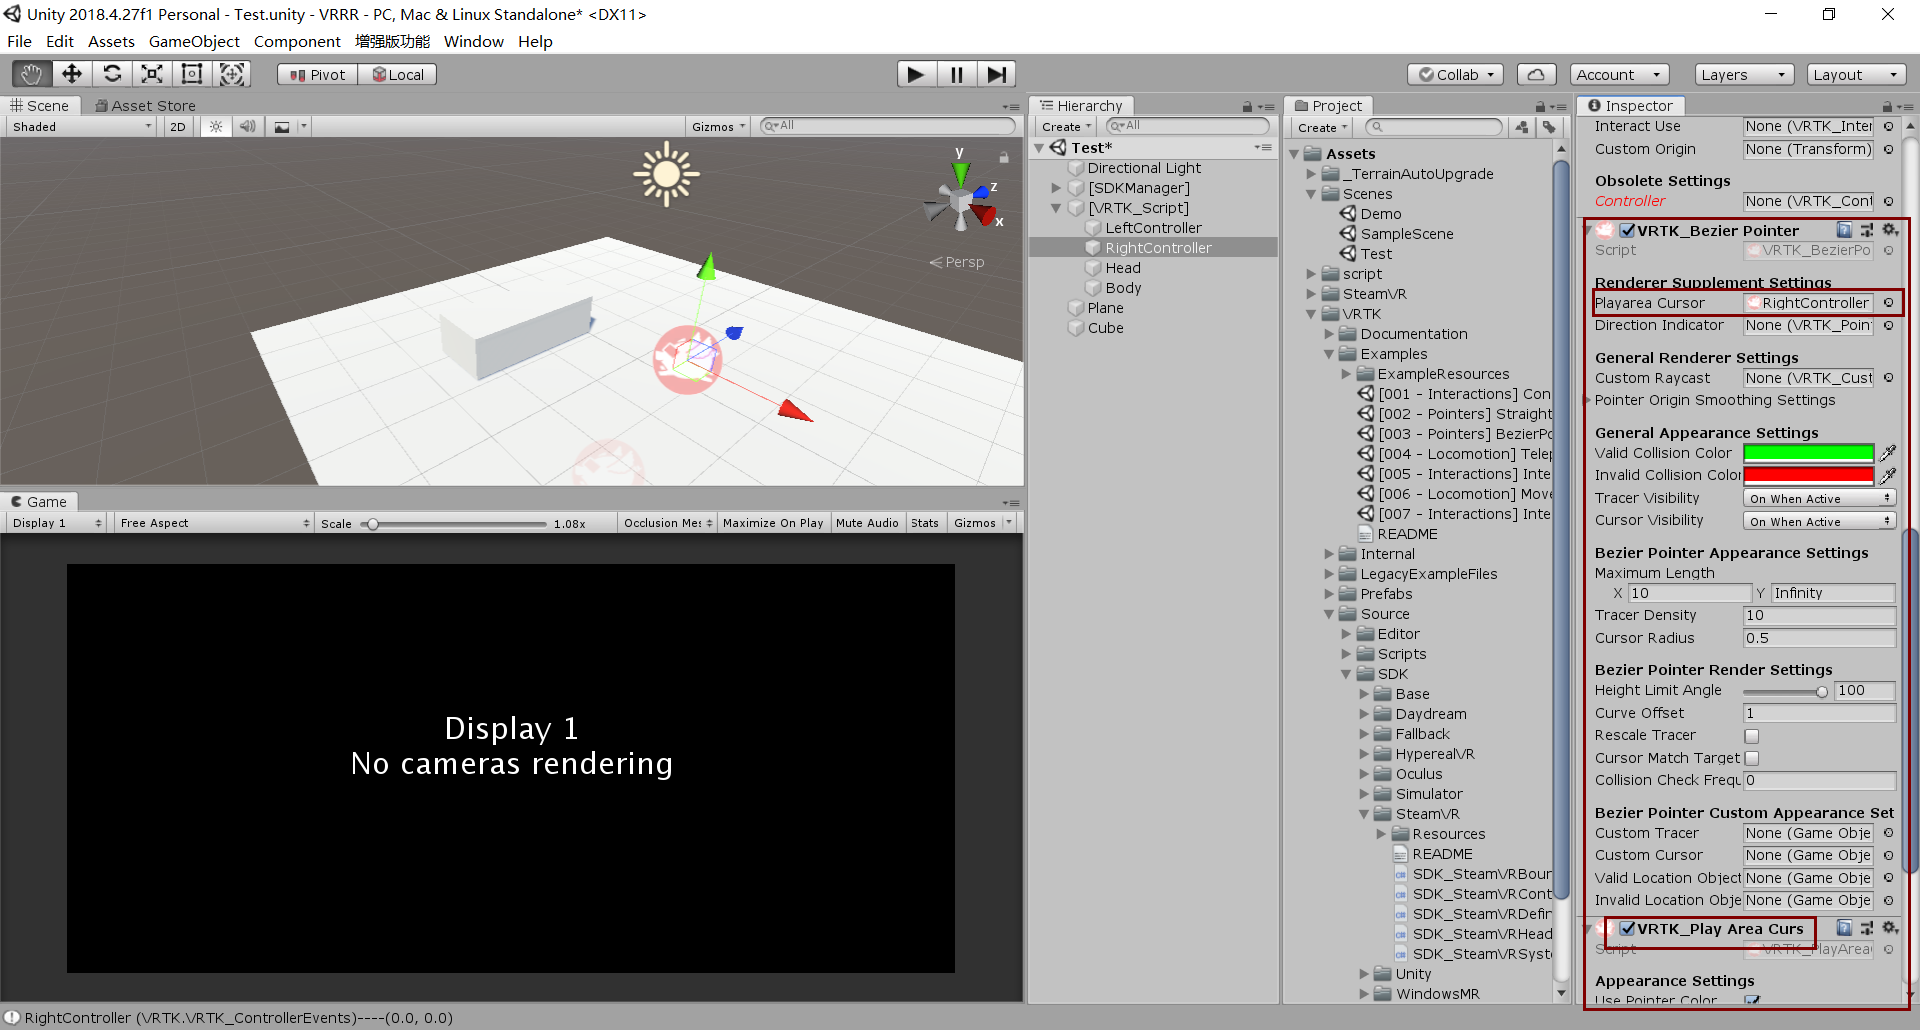 Unity 2018.4.27f1 Personal - Test.unity - VRRR - PC, Mac & Linux Standalone* <DX11>
File Edit Assets GameObject Component 增强版功能 Window Help
Pivot Local Collab Account Layers Layout
Scene Asset Store
Shaded 2D Gizmos All
y
z
x
Persp
Game
Display 1 Free Aspect Scale 1.08x Occlusion Mes Maximize On Play Mute Audio Stats Gizmos
Display 1
No cameras rendering
Hierarchy
Create All
Test*
Directional Light
[SDKManager]
[VRTK_Script]
LeftController
RightController
Head
Body
Plane
Cube
Project
Create
Assets
_TerrainAutoUpgrade
Scenes
Demo
SampleScene
Test
script
SteamVR
VRTK
Documentation
Examples
ExampleResources
[001 - Interactions] Con
[002 - Pointers] Straight
[003 - Pointers] BezierPo
[004 - Locomotion] Telep
[005 - Interactions] Inte
[006 - Locomotion] Move
[007 - Interactions] Inte
README
Internal
LegacyExampleFiles
Prefabs
Source
Editor
Scripts
SDK
Base
Daydream
Fallback
HyperealVR
Oculus
Simulator
SteamVR
Resources
README
SDK_SteamVRBour
SDK_SteamVRCont
SDK_SteamVRDefin
SDK_SteamVRHead
SDK_SteamVRSyste
Unity
WindowsMR
Inspector
Interact Use None (VRTK_Inter
Custom Origin None (Transform)
Obsolete Settings
Controller None (VRTK_Cont
VRTK_Bezier Pointer
Script VRTK_BezierPo
Renderer Supplement Settings
Playarea Cursor RightController
Direction Indicator None (VRTK_Poin
General Renderer Settings
Custom Raycast None (VRTK_Cust
Pointer Origin Smoothing Settings
General Appearance Settings
Valid Collision Color
Invalid Collision Color
Tracer Visibility On When Active
Cursor Visibility On When Active
Bezier Pointer Appearance Settings
Maximum Length
X 10 Y Infinity
Tracer Density 10
Cursor Radius 0.5
Bezier Pointer Render Settings
Height Limit Angle 100
Curve Offset 1
Rescale Tracer
Cursor Match Target
Collision Check Frequ 0
Bezier Pointer Custom Appearance Set
Custom Tracer None (Game Obje
Custom Cursor None (Game Obje
Valid Location Object None (Game Obje
Invalid Location Obje None (Game Obje
VRTK_Play Area Curs
Script VRTK_PlayArea
Appearance Settings
Use Pointer Color
RightController (VRTK.VRTK_ControllerEvents)----(0.0, 0.0)